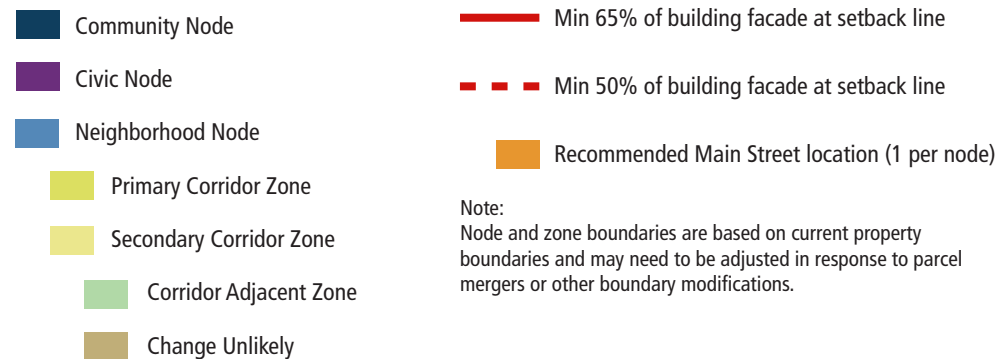 Community Node
Civic Node
Neighborhood Node
Primary Corridor Zone
Secondary Corridor Zone
Corridor Adjacent Zone
Change Unlikely
Min 65% of building facade at setback line
Min 50% of building facade at setback line
Recommended Main Street location (1 per node)
Note:
Node and zone boundaries are based on current property
boundaries and may need to be adjusted in response to parcel
mergers or other boundary modifications.